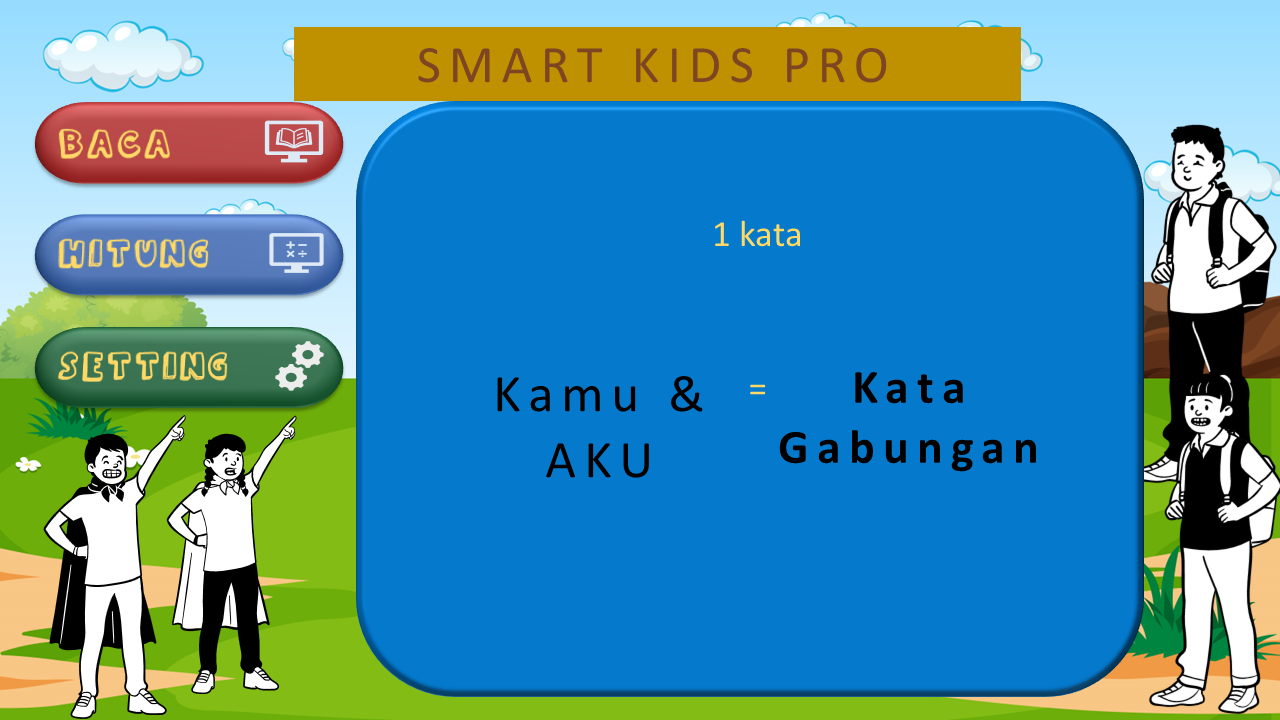 SMART KIDS PRO
BACA
HITUNG
SETTING
1 kata
Kamu &
AKU
=
Kata
Gabungan